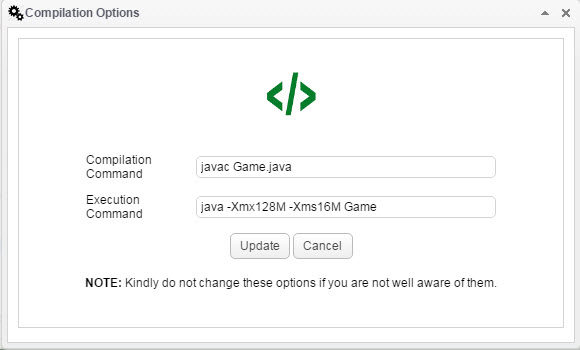 Compilation Options
</>
Compilation
Command
javac Game.java
Execution
Command
java -Xmx128M -Xms16M Game
Update Cancel
NOTE: Kindly do not change these options if you are not well aware of them.